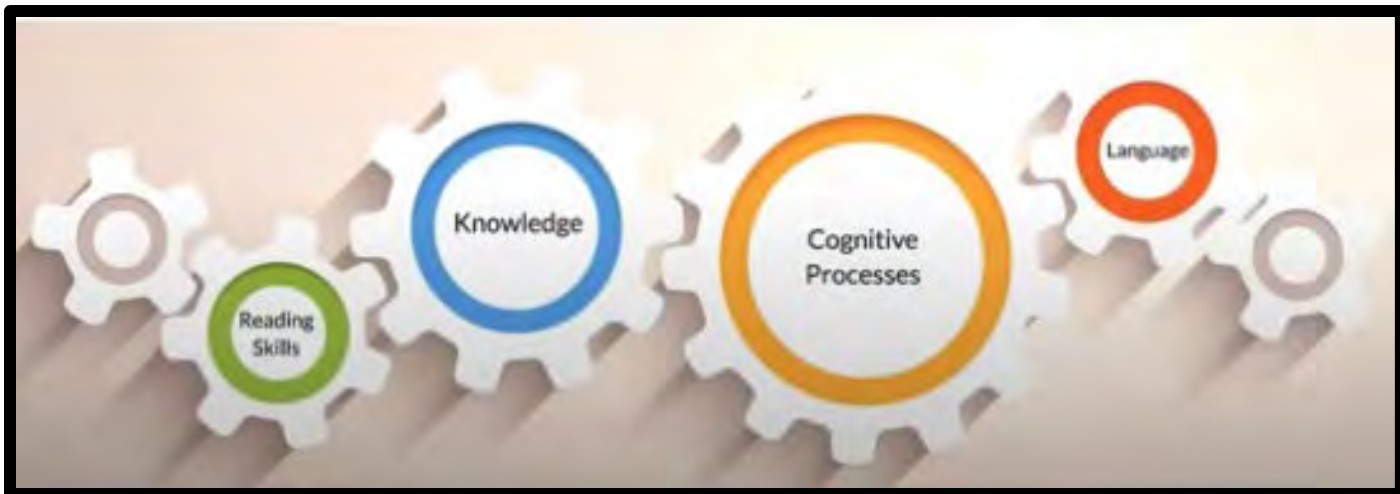 Reading
Skills
Knowledge
Cognitive
Processes
Language